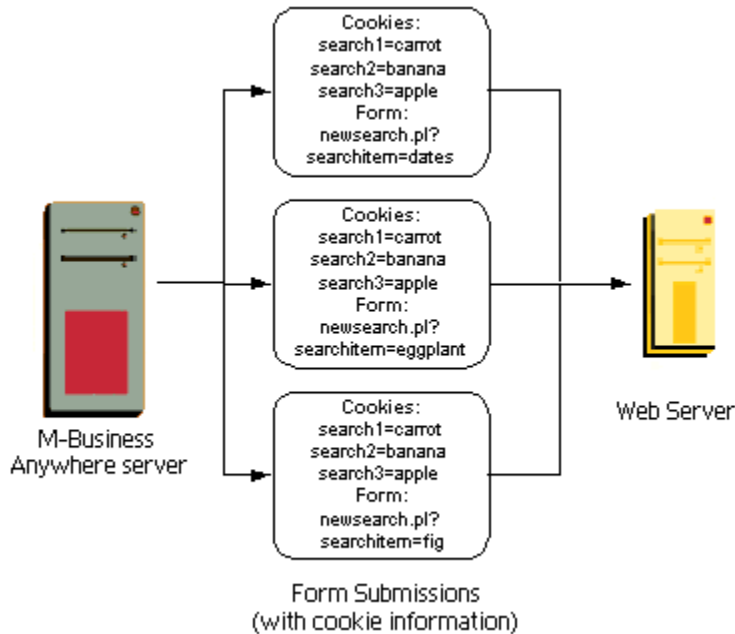 Cookies:
search1=carrot
search2=banana
search3=apple
Form:
newsearch.pl?
searchitem=dates
Cookies:
search1=carrot
search2=banana
search3=apple
Form:
newsearch.pl?
searchitem=eggplant
Cookies:
search1=carrot
search2=banana
search3=apple
Form:
newsearch.pl?
searchitem=fig
M-Business
Anywhere server
Web Server
Form Submissions
(with cookie information)